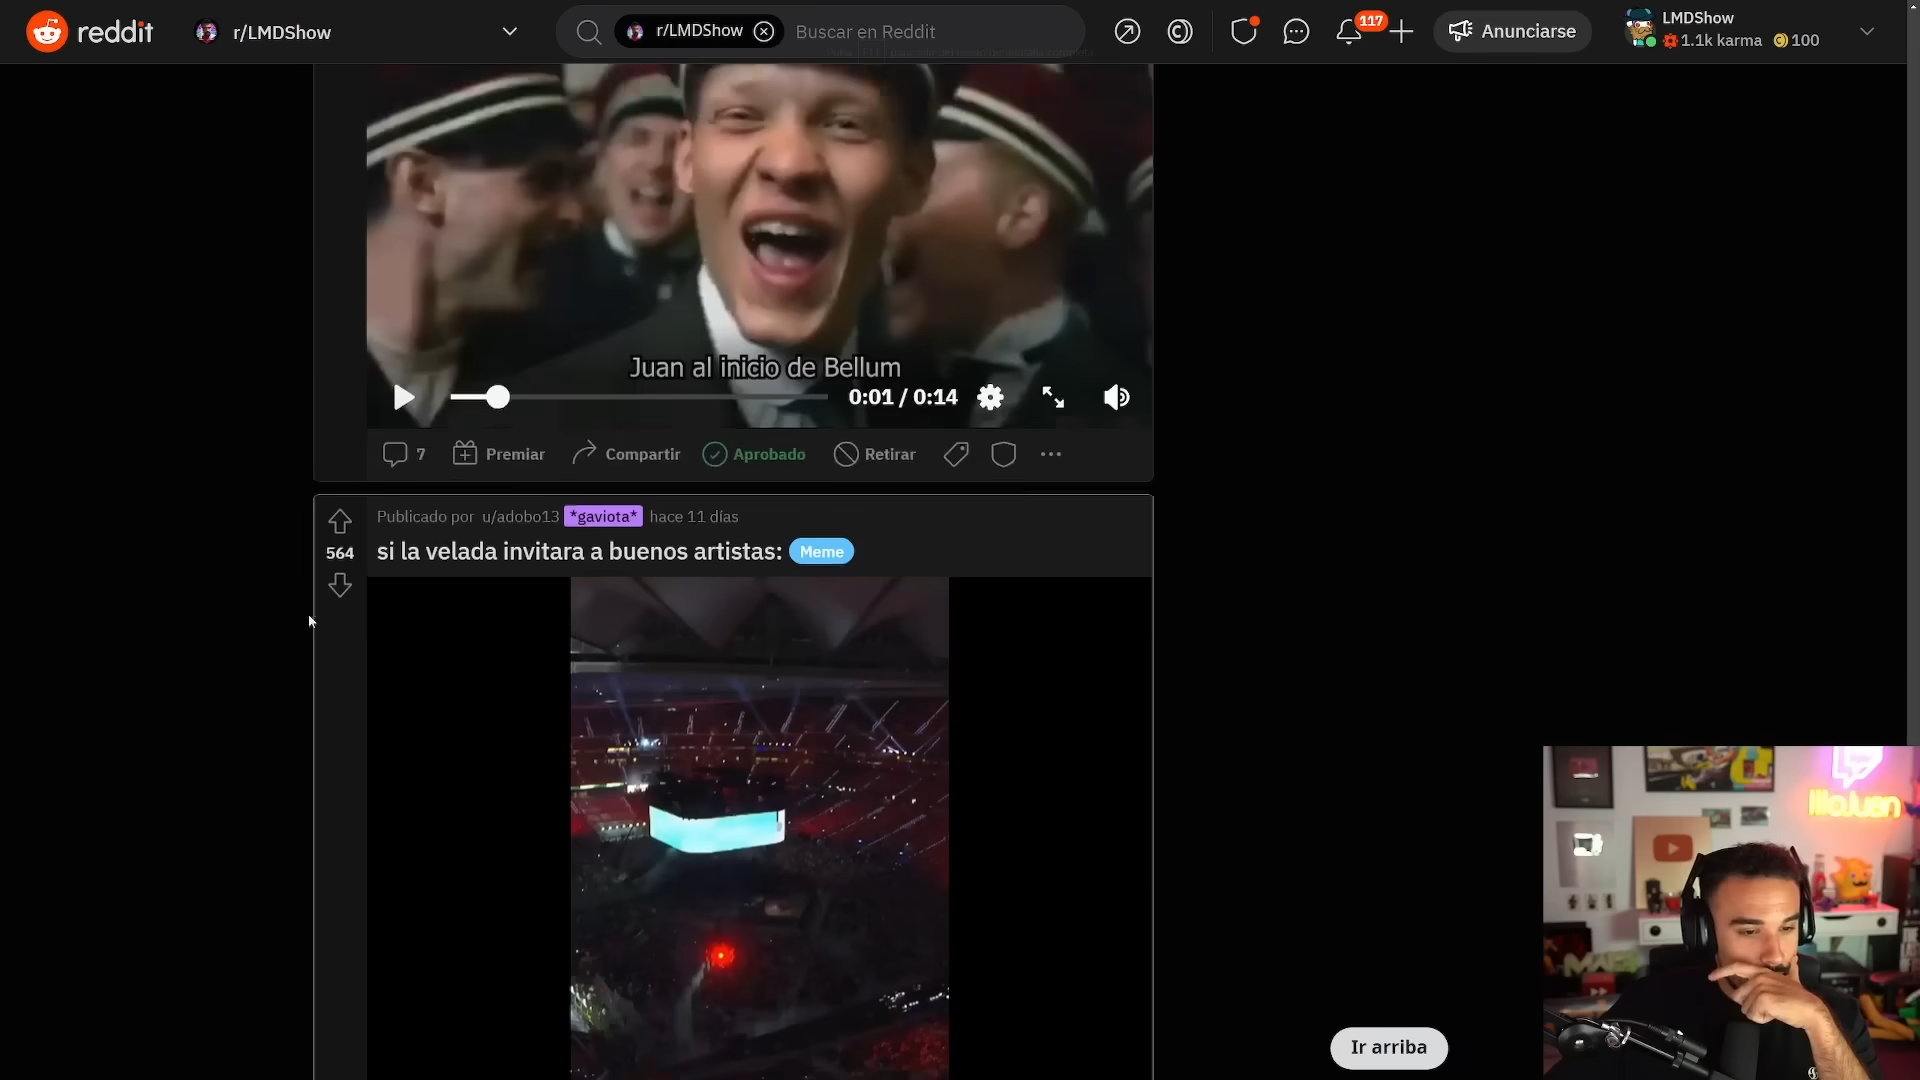 reddit
r/LMDShow
r/LMDShow
Buscar en Reddit
117
Anunciarse
LMDShow
1.1k karma
100
Juan al inicio de Bellum
0:01 / 0:14
7
Premiar
Compartir
Aprobado
Retirar
Publicado por u/adobo13 *gaviota* hace 11 días
564
si la velada invitara a buenos artistas: Meme
IlloJuan
Ir arriba